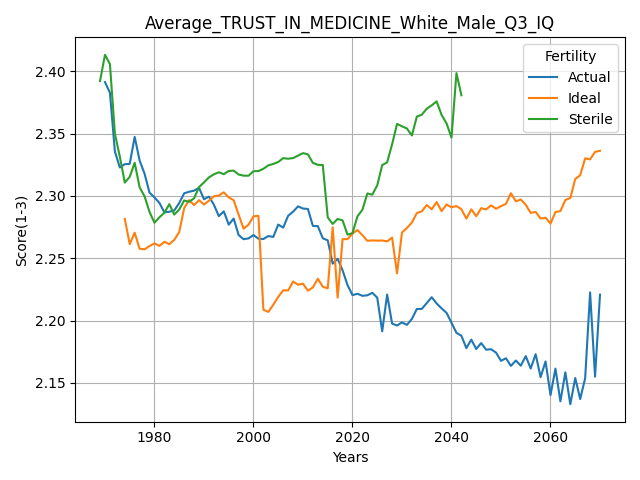 Average_TRUST_IN_MEDICINE_White_Male_Q3_IQ
Fertility
Actual
Ideal
Sterile
Score(1-3)
2.40
2.35
2.30
2.25
2.20
2.15
1980 2000 2020 2040 2060
Years